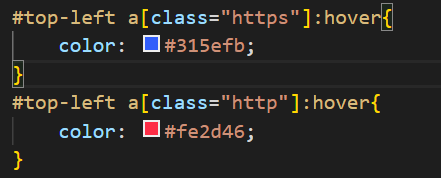 #top-left a[class="https"]:hover{
    color: #315efb;
}
#top-left a[class="http"]:hover{
    color: #fe2d46;
}